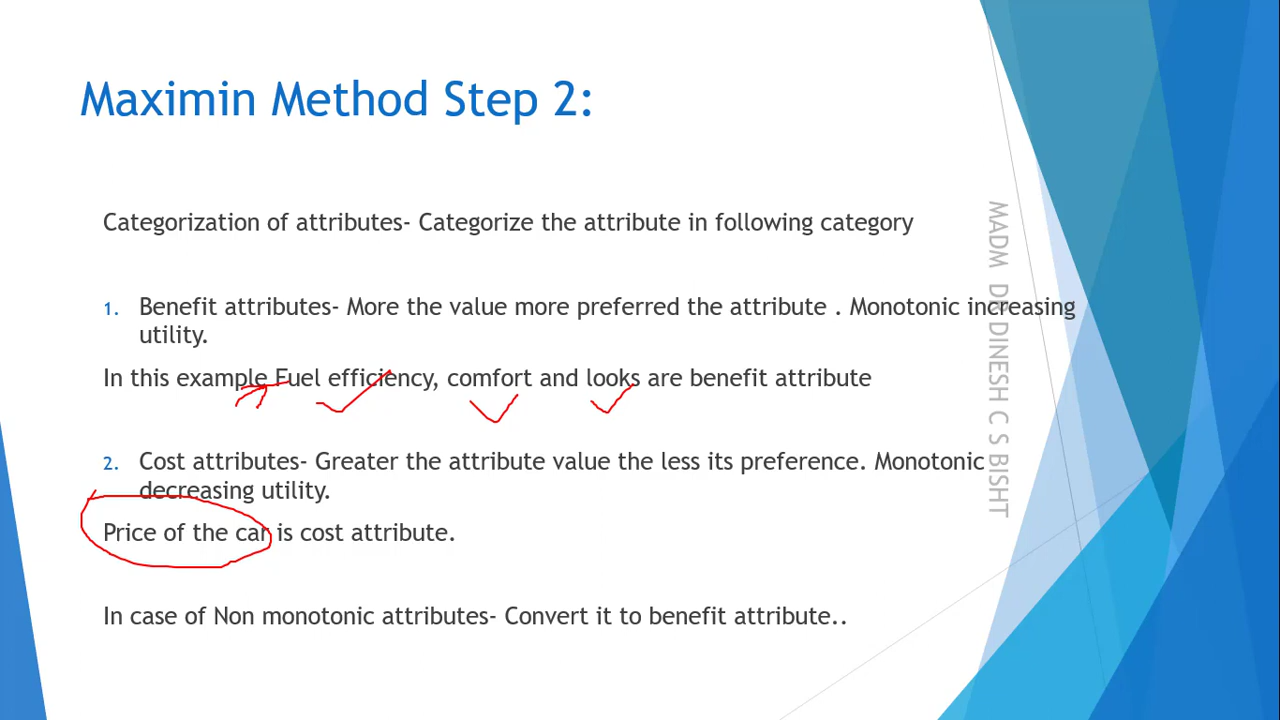 Maximin Method Step 2:
Categorization of attributes- Categorize the attribute in following category
1. Benefit attributes- More the value more preferred the attribute . Monotonic increasing
utility.
In this example Fuel efficiency, comfort and looks are benefit attribute
2. Cost attributes- Greater the attribute value the less its preference. Monotonic
decreasing utility.
Price of the car is cost attribute.
In case of Non monotonic attributes- Convert it to benefit attribute..
MADM DR DINESH C S BISHT